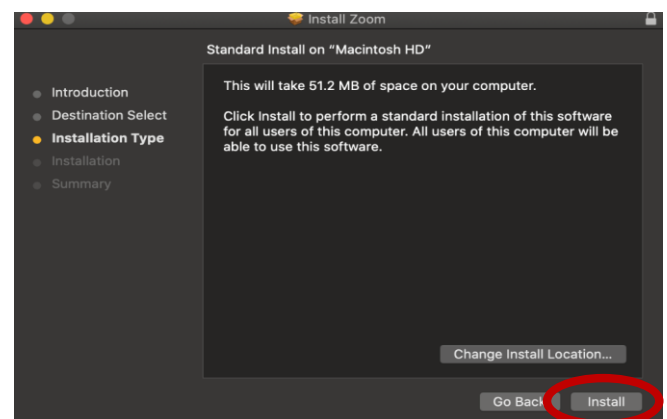 Install Zoom
Standard Install on “Macintosh HD”
Introduction
Destination Select
Installation Type
Installation
Summary
This will take 51.2 MB of space on your computer.
Click Install to perform a standard installation of this software
for all users of this computer. All users of this computer will be
able to use this software.
Change Install Location...
Go Back
Install